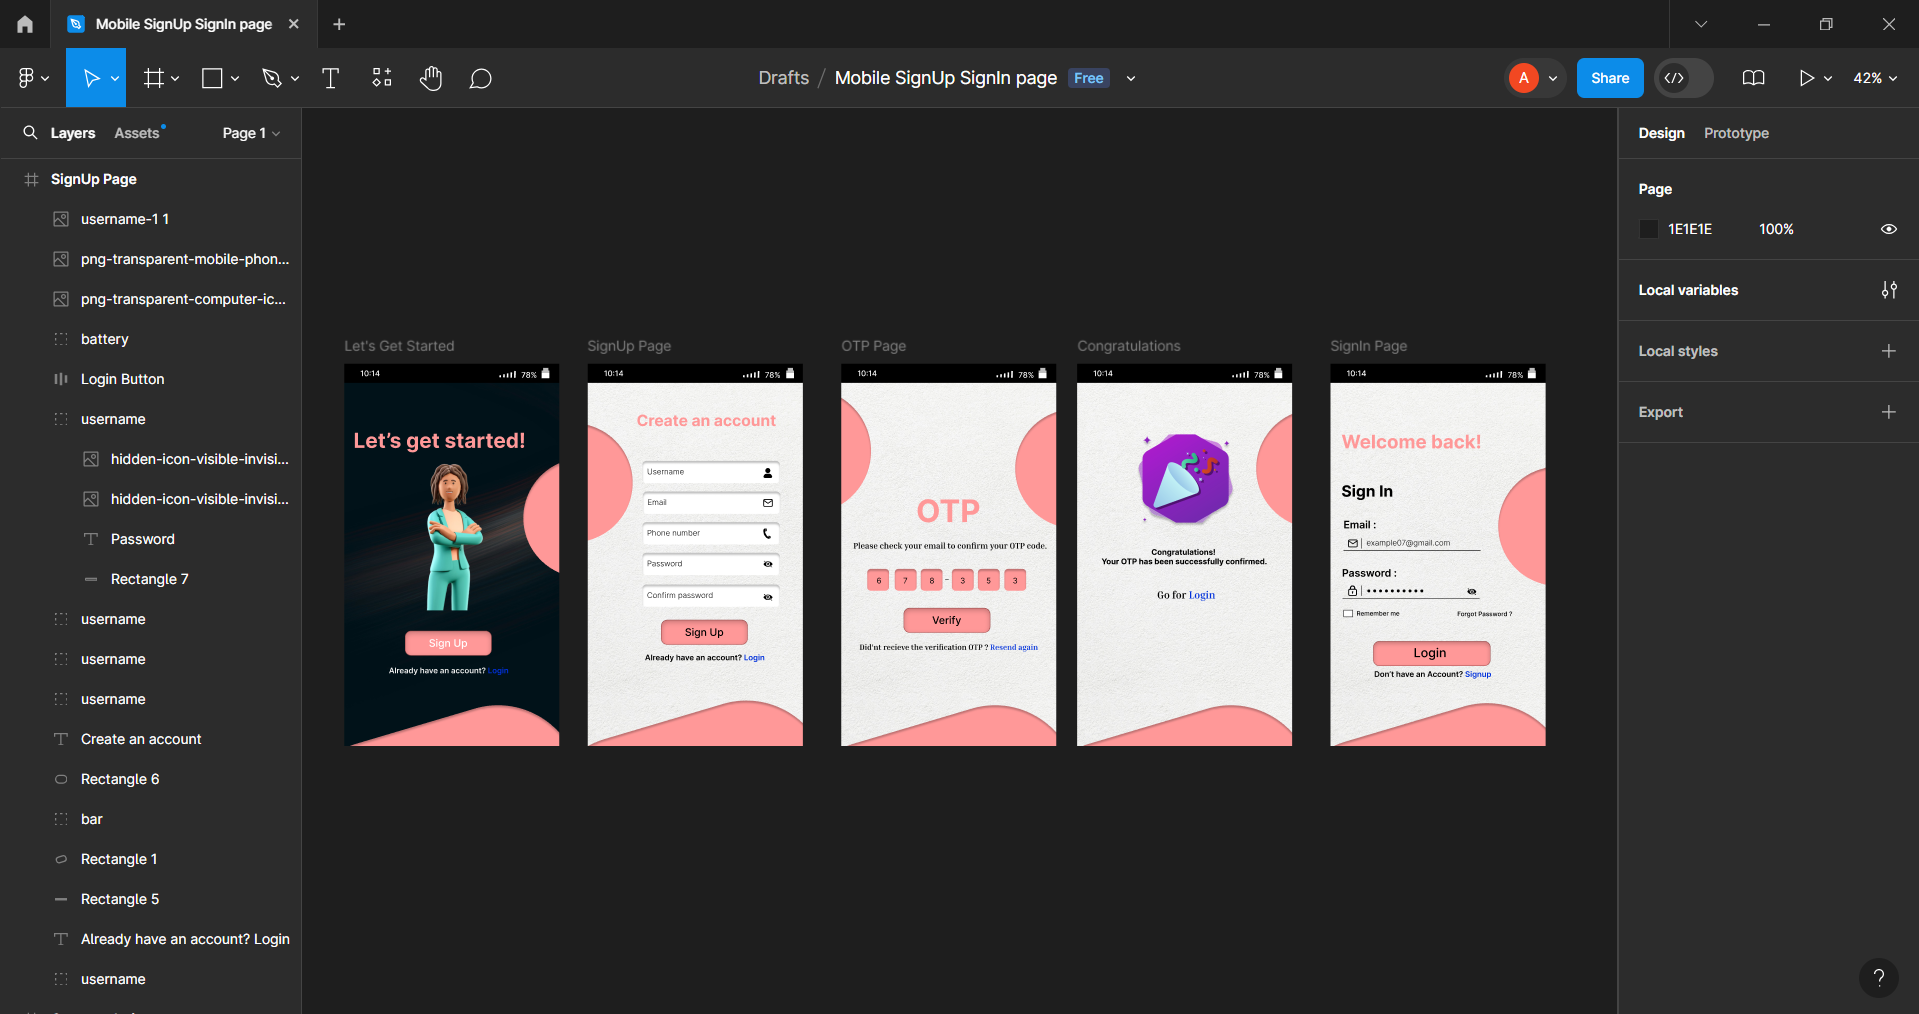 Mobile SignUp SignIn page
Drafts / Mobile SignUp SignIn page Free
A
Share
42%
Layers Assets Page 1
SignUp Page
username-1 1
png-transparent-mobile-phon...
png-transparent-computer-ic...
battery
Login Button
username
hidden-icon-visible-invisi...
hidden-icon-visible-invisi...
Password
Rectangle 7
username
username
username
Create an account
Rectangle 6
bar
Rectangle 1
Rectangle 5
Already have an account? Login
username
Let's Get Started
10:14 78%
Let's get started!
Sign Up
Already have an account? Login
SignUp Page
10:14 78%
Create an account
Username
Email
Phone number
Password
Confirm password
Sign Up
Already have an account? Login
OTP Page
10:14 78%
OTP
Please check your email to confirm your OTP code.
6 7 8 - 3 5 3
Verify
Did'nt recieve the verification OTP ? Resend again
Congratulations
10:14 78%
Congratulations!
Your OTP has been successfully confirmed.
Go for Login
SignIn Page
10:14 78%
Welcome back!
Sign In
Email :
example07@gmail.com
Password :
Remember me Forgot Password ?
Login
Don't have an Account? Signup
Design Prototype
Page
1E1E1E 100%
Local variables
Local styles
Export
?